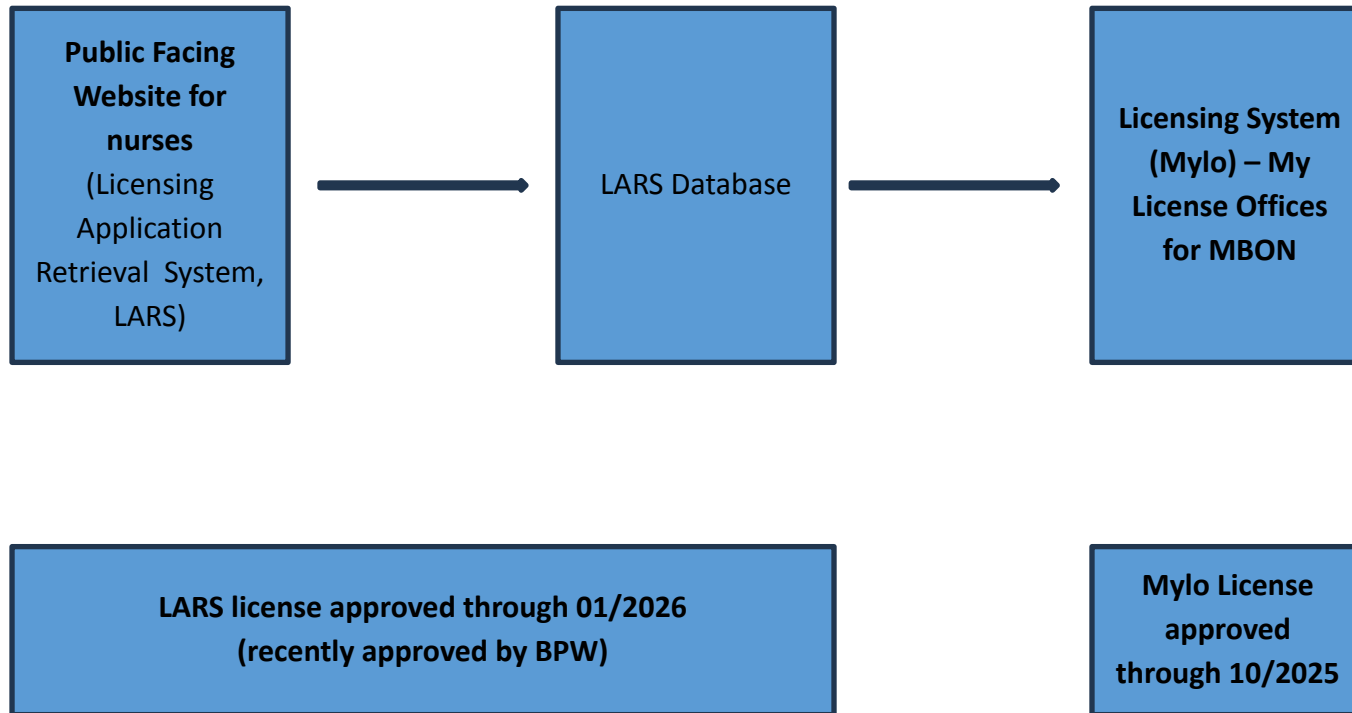 Public Facing
Website for
nurses
(Licensing
Application
Retrieval System,
LARS)
LARS Database
Licensing System
(Mylo) – My
License Offices
for MBON
LARS license approved through 01/2026
(recently approved by BPW)
Mylo License
approved
through 10/2025